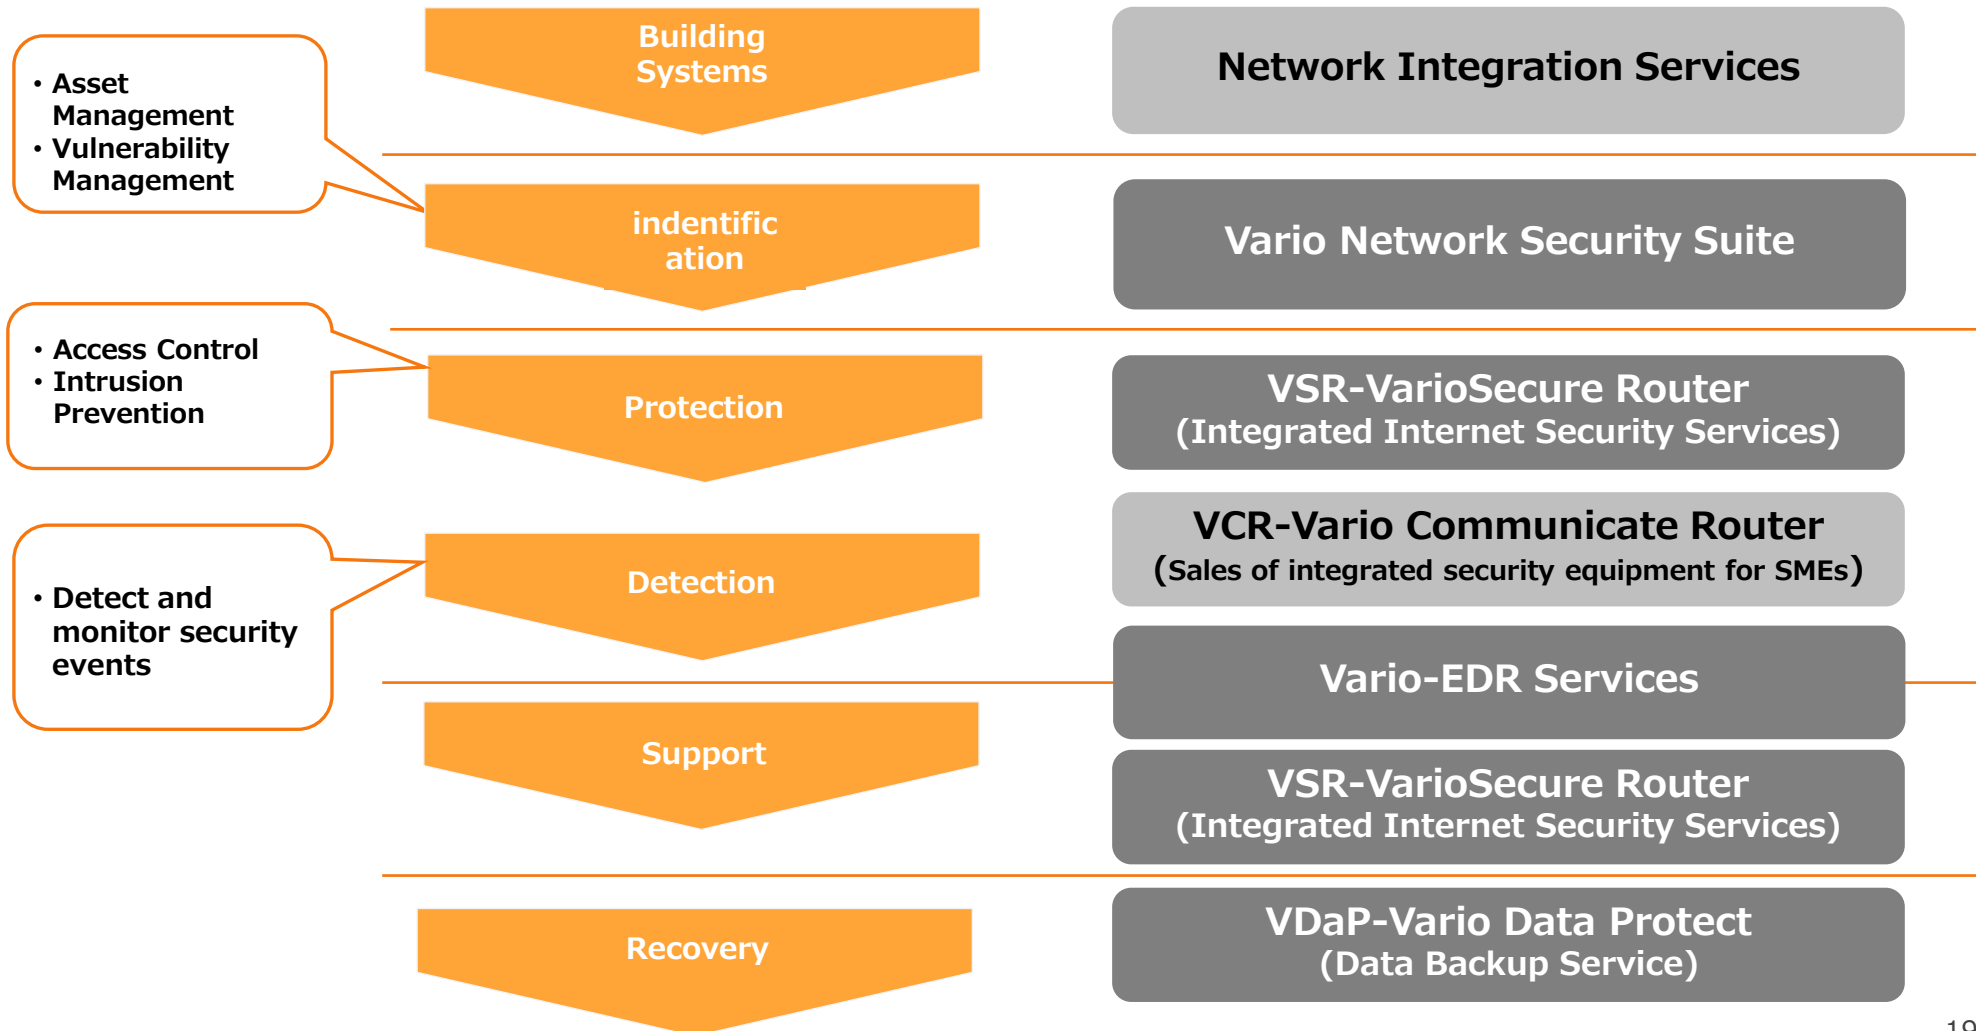 Building
Systems
Network Integration Services
・Asset
Management
・Vulnerability
Management
indentific
ation
Vario Network Security Suite
・Access Control
・Intrusion
Prevention
Protection
VSR-VarioSecure Router
(Integrated Internet Security Services)
VCR-Vario Communicate Router
(Sales of integrated security equipment for SMEs)
・Detect and
monitor security
events
Detection
Vario-EDR Services
Support
VSR-VarioSecure Router
(Integrated Internet Security Services)
Recovery
VDaP-Vario Data Protect
(Data Backup Service)
19